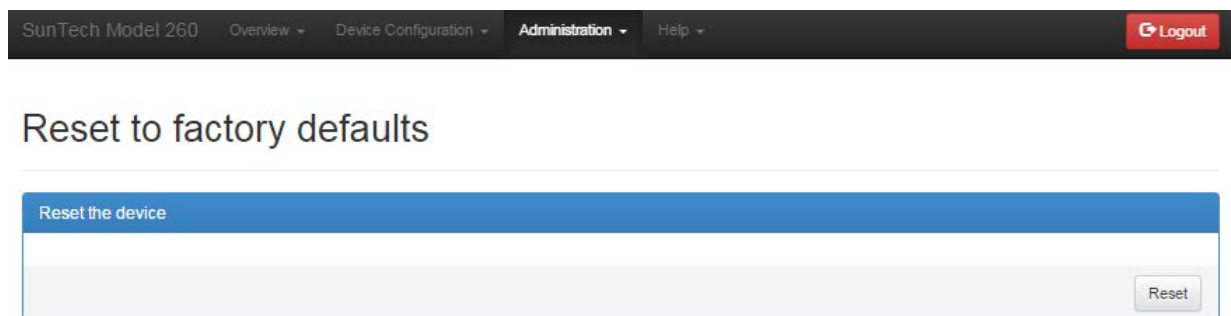 SunTech Model 260 Overview Device Configuration Administration Help Logout
Reset to factory defaults
Reset the device
Reset